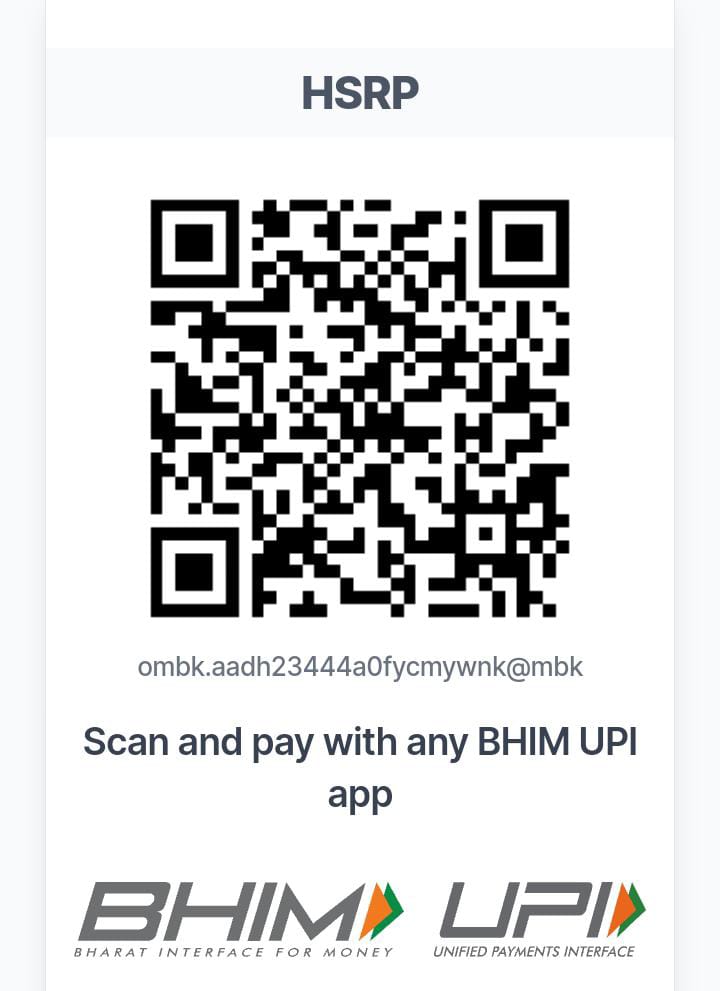 HSRP
ombk.aadh23444a0fycmywnk@mbk
Scan and pay with any BHIM UPI
app
BHIM UPI
BHARAT INTERFACE FOR MONEY UNIFIED PAYMENTS INTERFACE